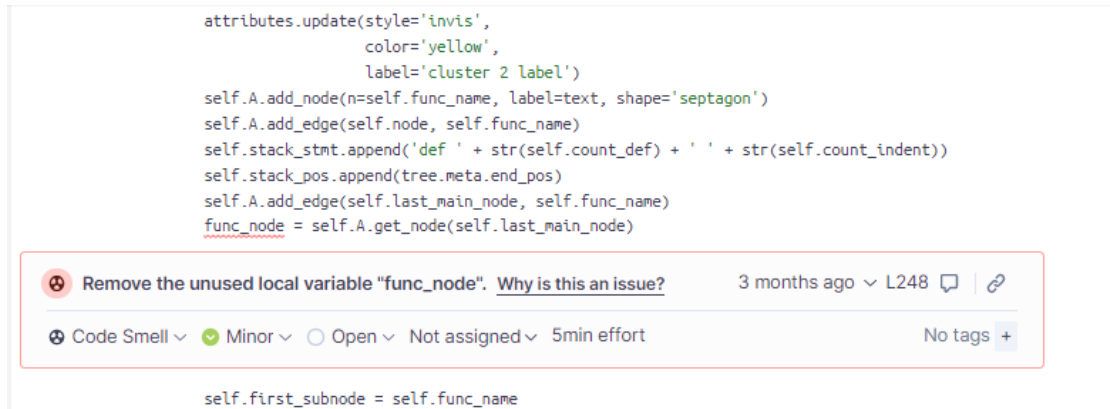 attributes.update(style='invis',
color='yellow',
label='cluster 2 label')
self.A.add_node(n=self.func_name, label=text, shape='septagon')
self.A.add_edge(self.node, self.func_name)
self.stack_stmt.append('def ' + str(self.count_def) + ' ' + str(self.count_indent))
self.stack_pos.append(tree.meta.end_pos)
self.A.add_edge(self.last_main_node, self.func_name)
func_node = self.A.get_node(self.last_main_node)
Remove the unused local variable "func_node". Why is this an issue? 3 months ago L248
Code Smell Minor Open Not assigned 5min effort No tags +
self.first_subnode = self.func_name